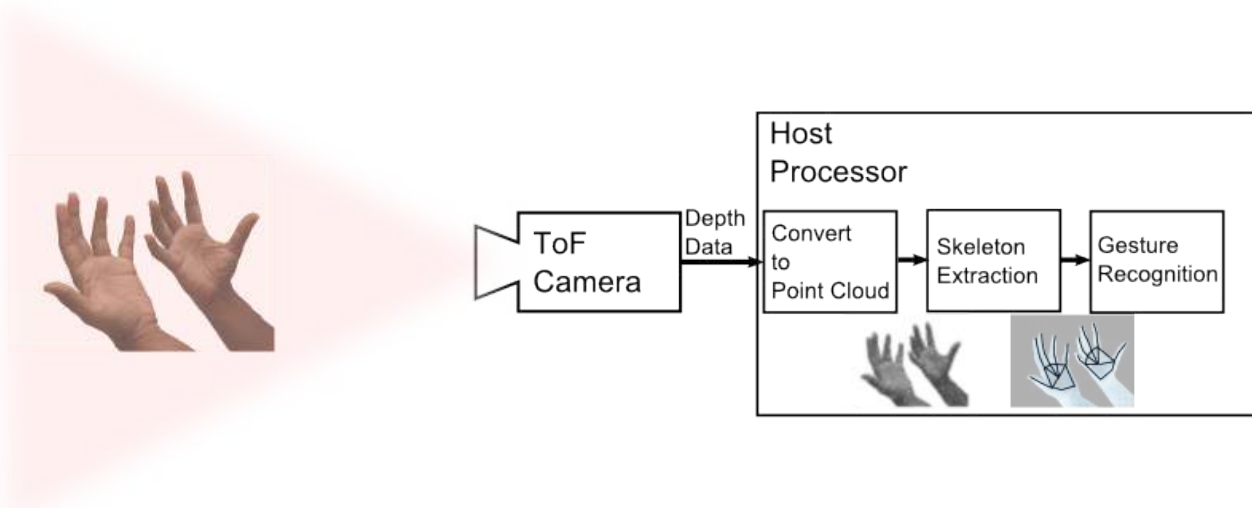 Host
Processor
ToF
Camera
Depth
Data
Convert
to
Point Cloud
Skeleton
Extraction
Gesture
Recognition